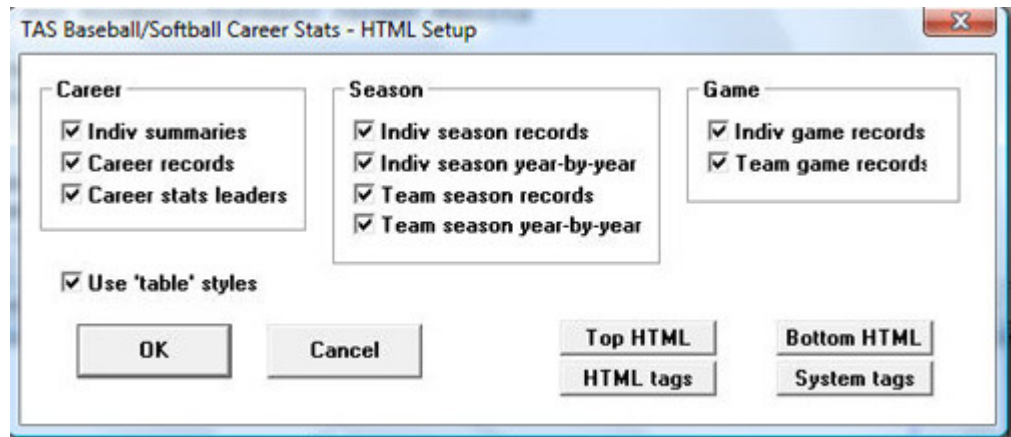 TAS Baseball/Softball Career Stats - HTML Setup
Career
Indiv summaries
Career records
Career stats leaders
Season
Indiv season records
Indiv season year-by-year
Team season records
Team season year-by-year
Game
Indiv game records
Team game records
Use 'table' styles
OK
Cancel
Top HTML
Bottom HTML
HTML tags
System tags